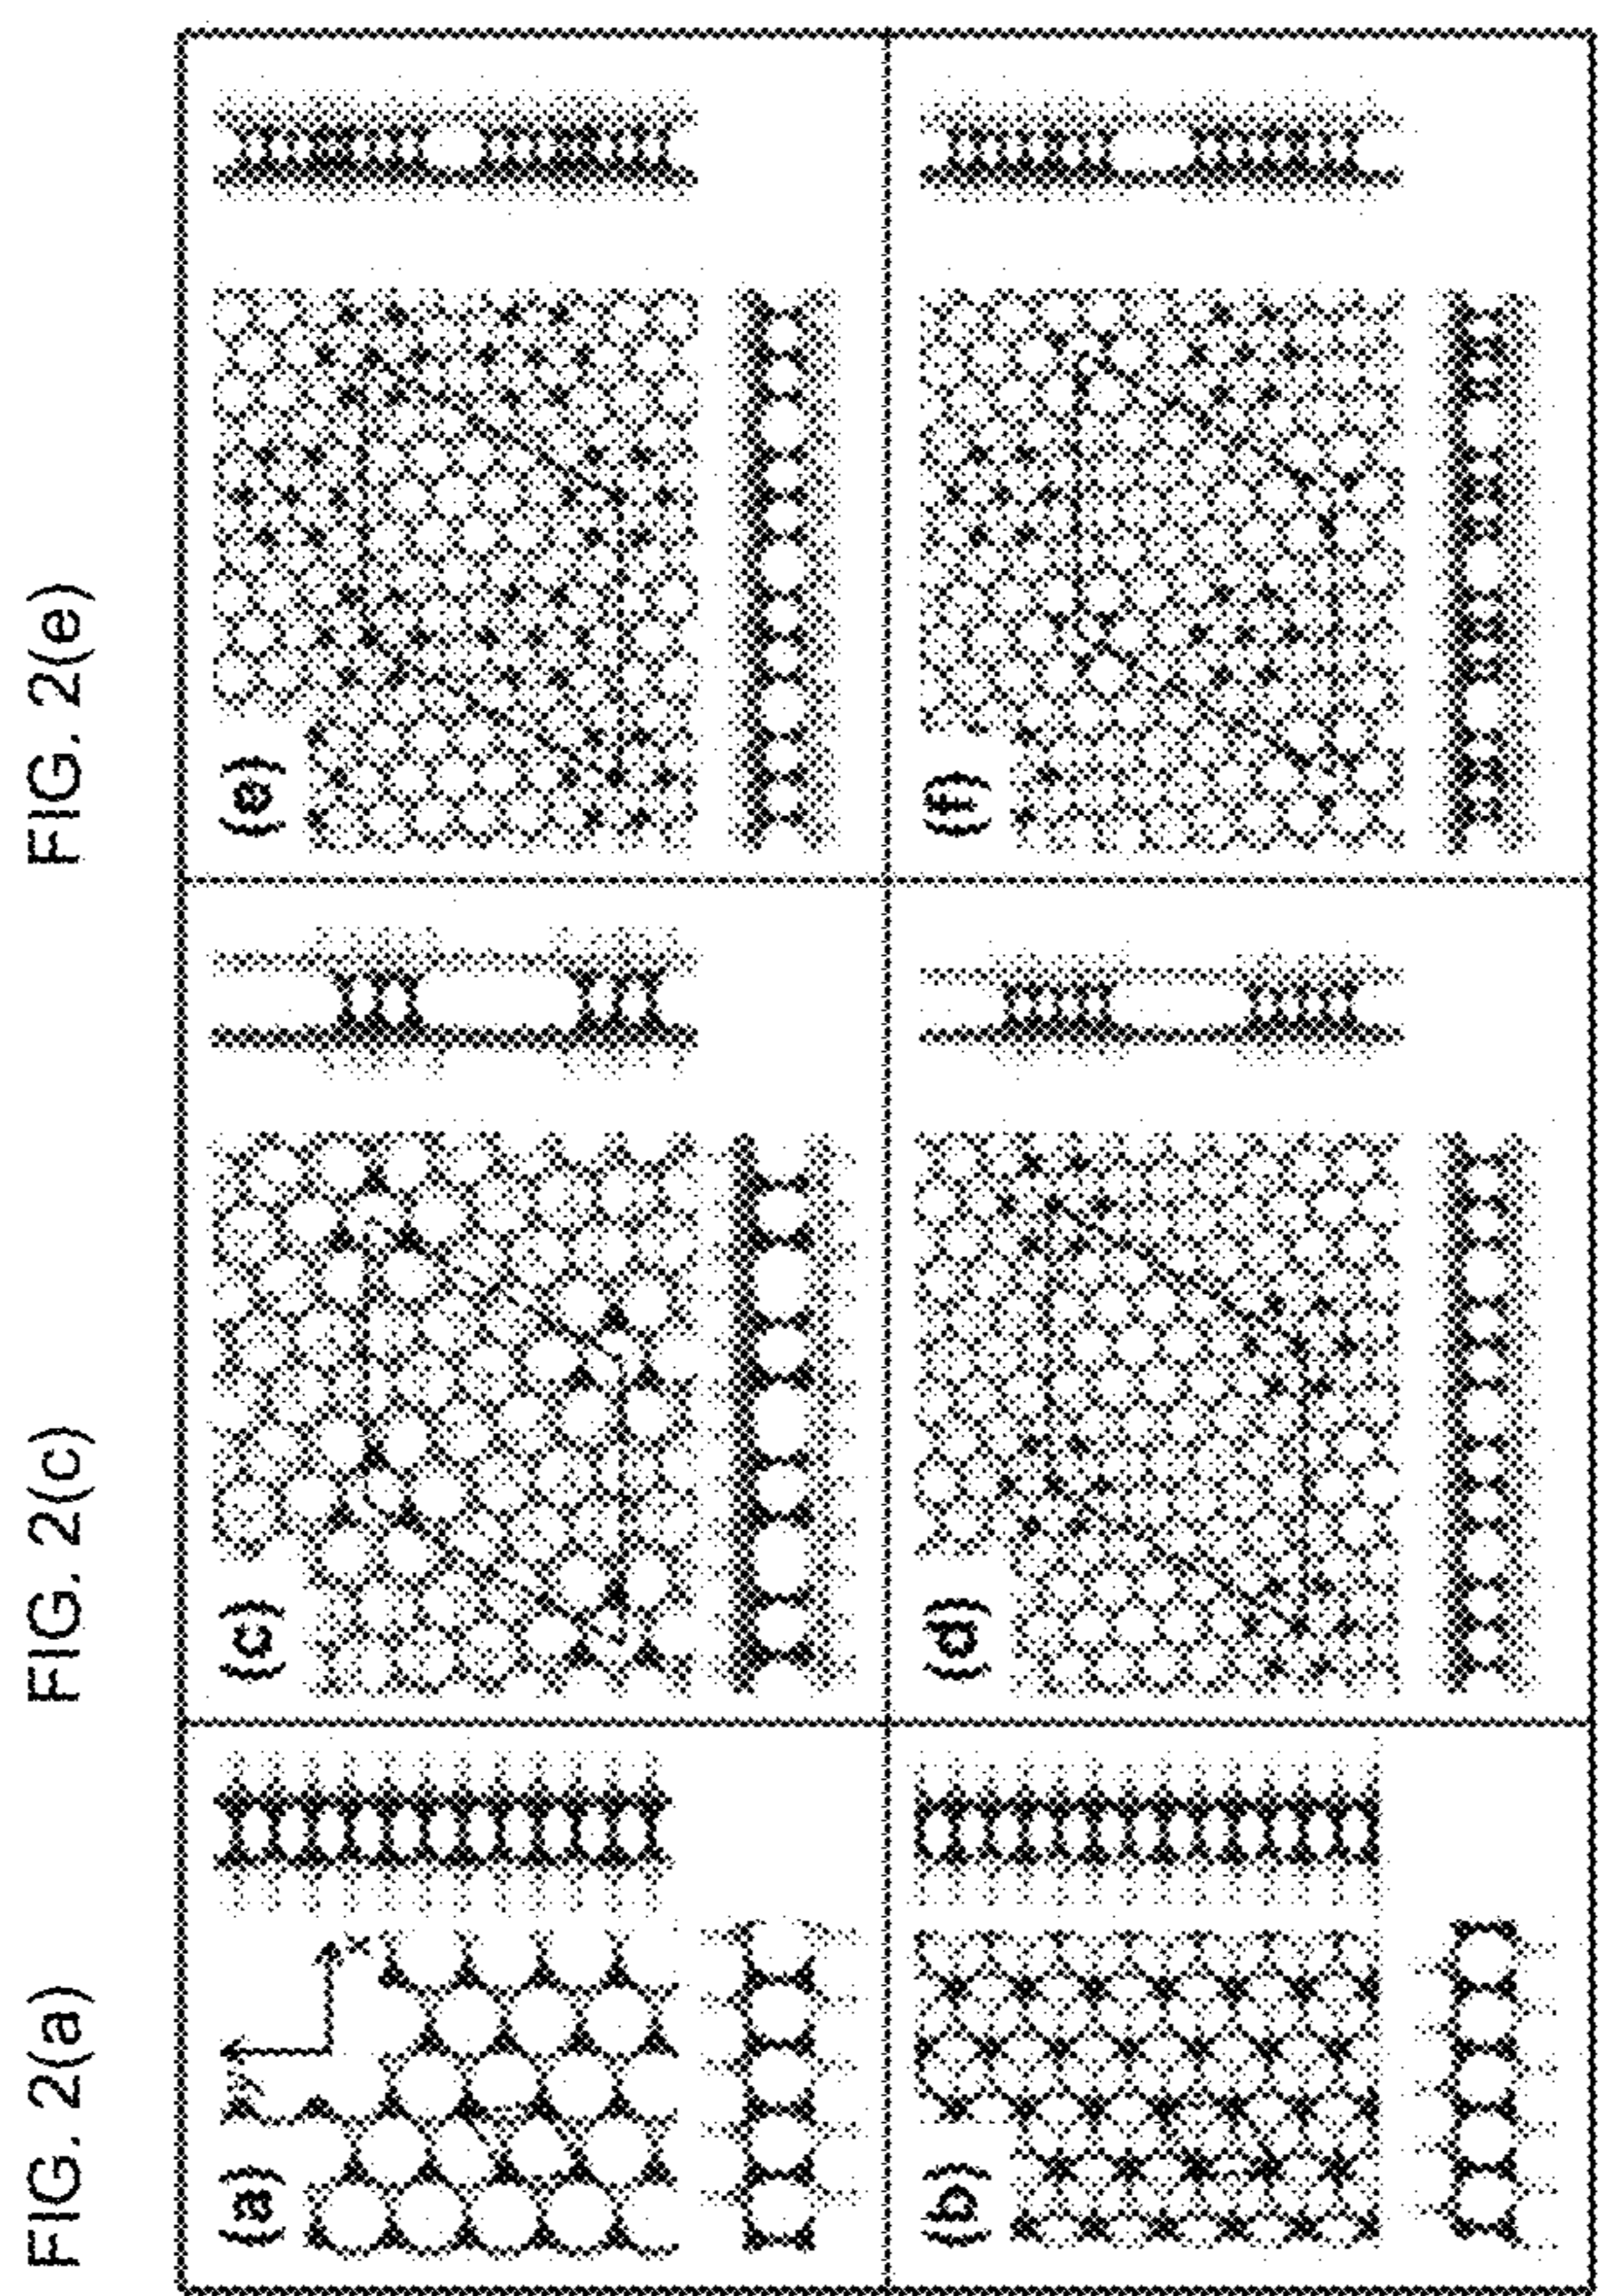 FIG. 2(a)
FIG. 2(c)
FIG. 2(e)
(a)
y
x
(c)
(e)
(b)
(d)
(f)